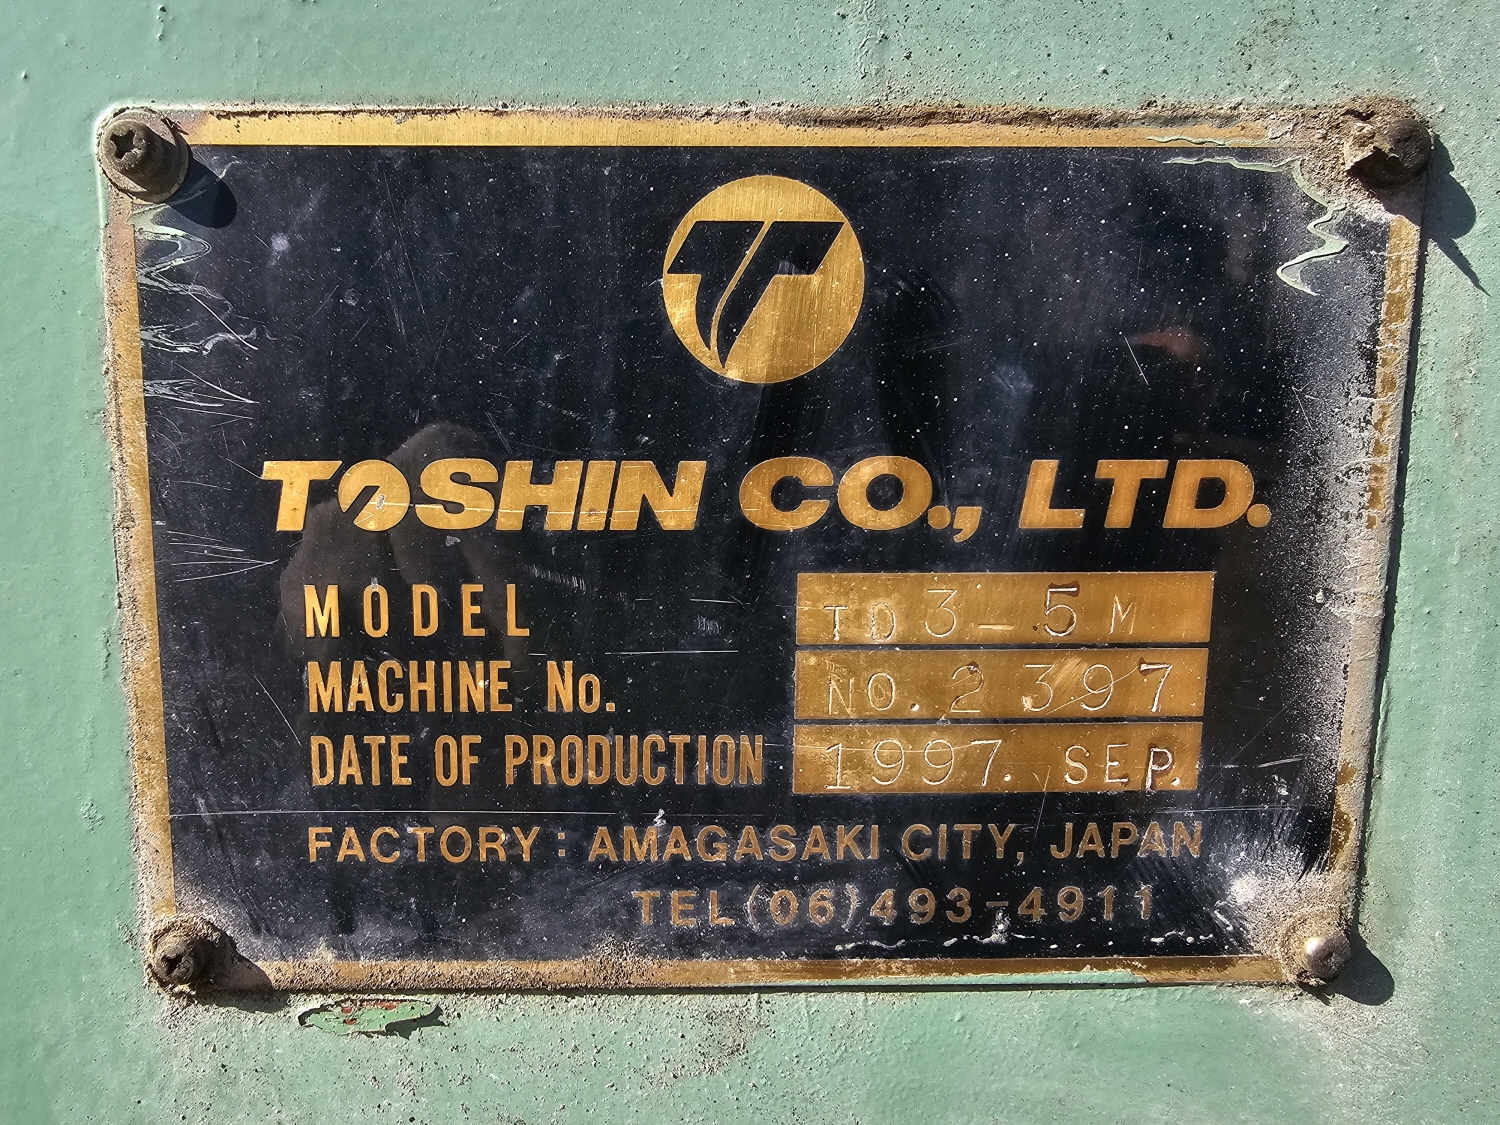 TOSHIN CO., LTD.
MODEL TD3-5M
MACHINE No. NO.2397
DATE OF PRODUCTION 1997. SEP.
FACTORY : AMAGASAKI CITY, JAPAN
TEL(06)493-4911